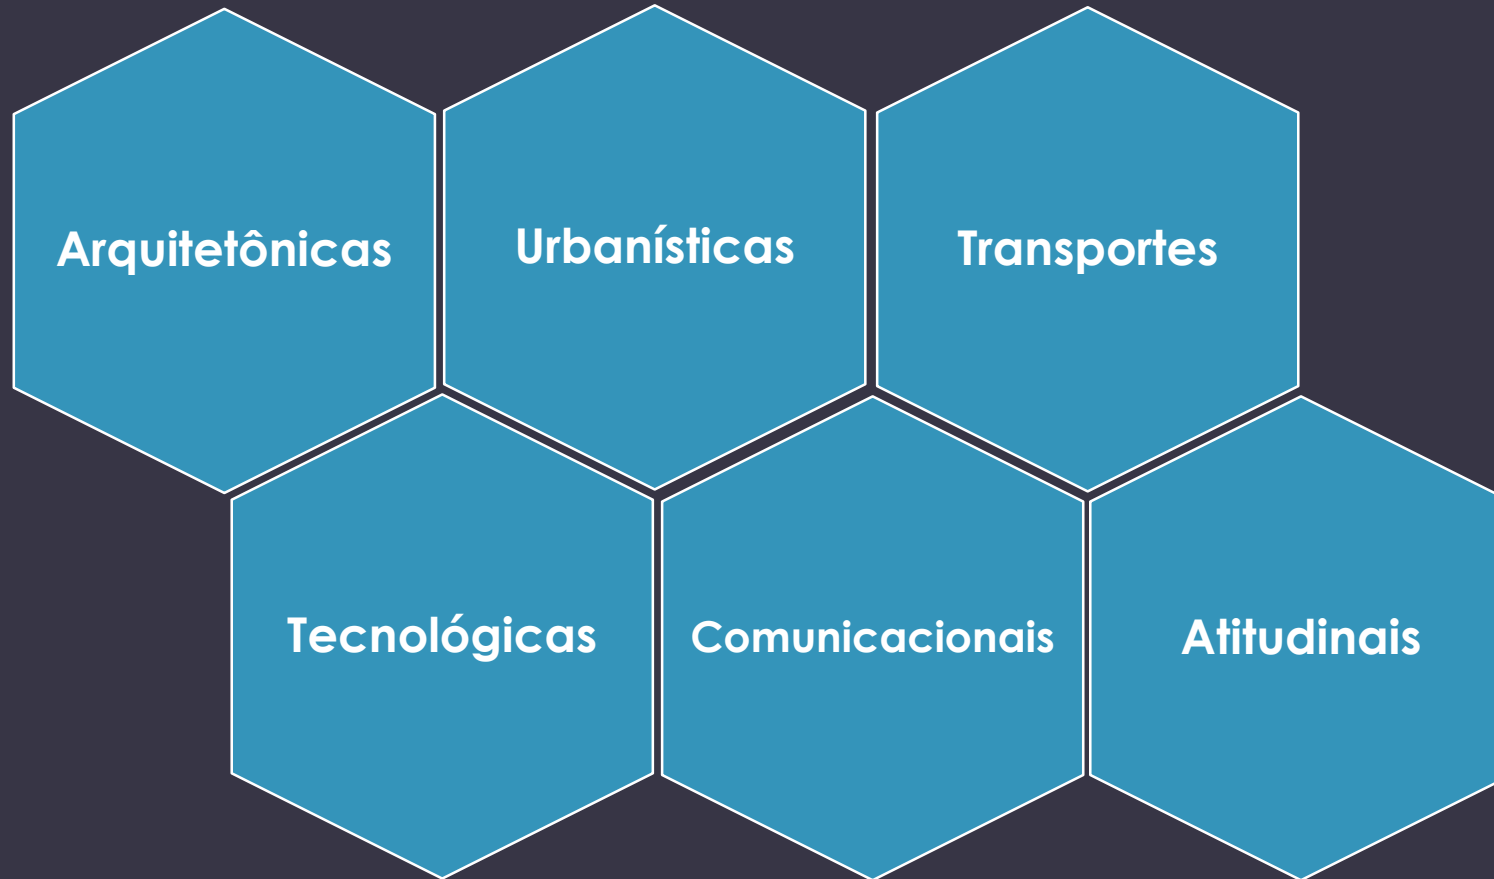 Arquitetônicas
Urbanísticas
Transportes
Tecnológicas
Comunicacionais
Atitudinais